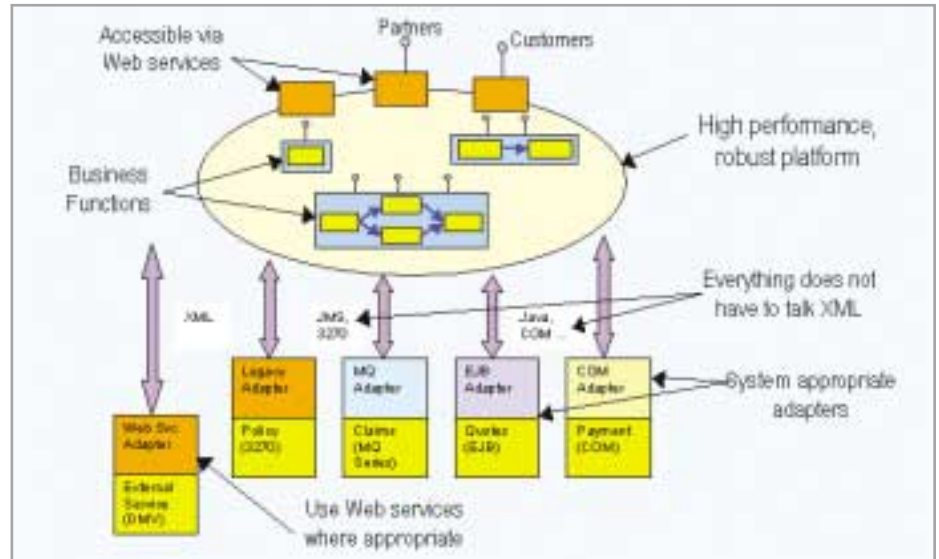 Accessible via
Web services
Partners
Customers
High performance,
robust platform
Business
Functions
Everything does not
have to talk XML
XML
JMS,
3270
Java,
COM ...
Legacy
Adapter
Policy
(3270)
MQ
Adapter
Claims
(MQ
Series)
EJB
Adapter
Quotes
(EJB)
COM
Adapter
Payment
(COM)
System appropriate
adapters
Web Svc
Adapter
External
Service
(DMV)
Use Web services
where appropriate